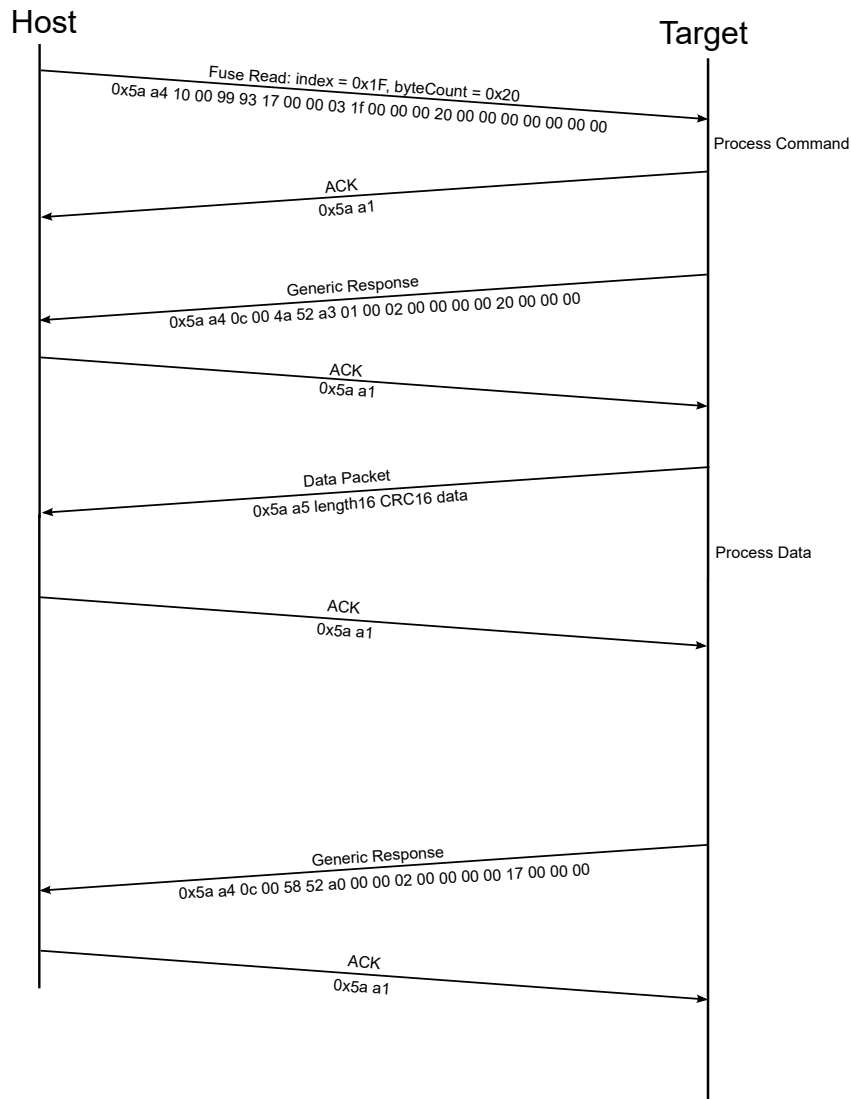 Host
Target
Fuse Read: index = 0x1F, byteCount = 0x20
0x5a a4 10 00 99 93 17 00 00 03 1f 00 00 00 20 00 00 00 00 00 00 00
Process Command
ACK
0x5a a1
Generic Response
0x5a a4 0c 00 4a 52 a3 01 00 02 00 00 00 00 20 00 00 00
ACK
0x5a a1
Data Packet
0x5a a5 length16 CRC16 data
Process Data
ACK
0x5a a1
Generic Response
0x5a a4 0c 00 58 52 a0 00 00 02 00 00 00 00 17 00 00 00
ACK
0x5a a1